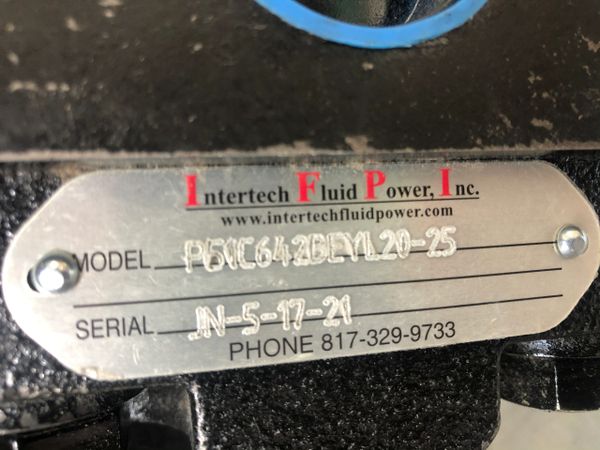 Intertech Fluid Power, Inc.
www.intertechfluidpower.com
MODEL P51C642BEYL20-25
SERIAL JN-5-17-21
PHONE 817-329-9733